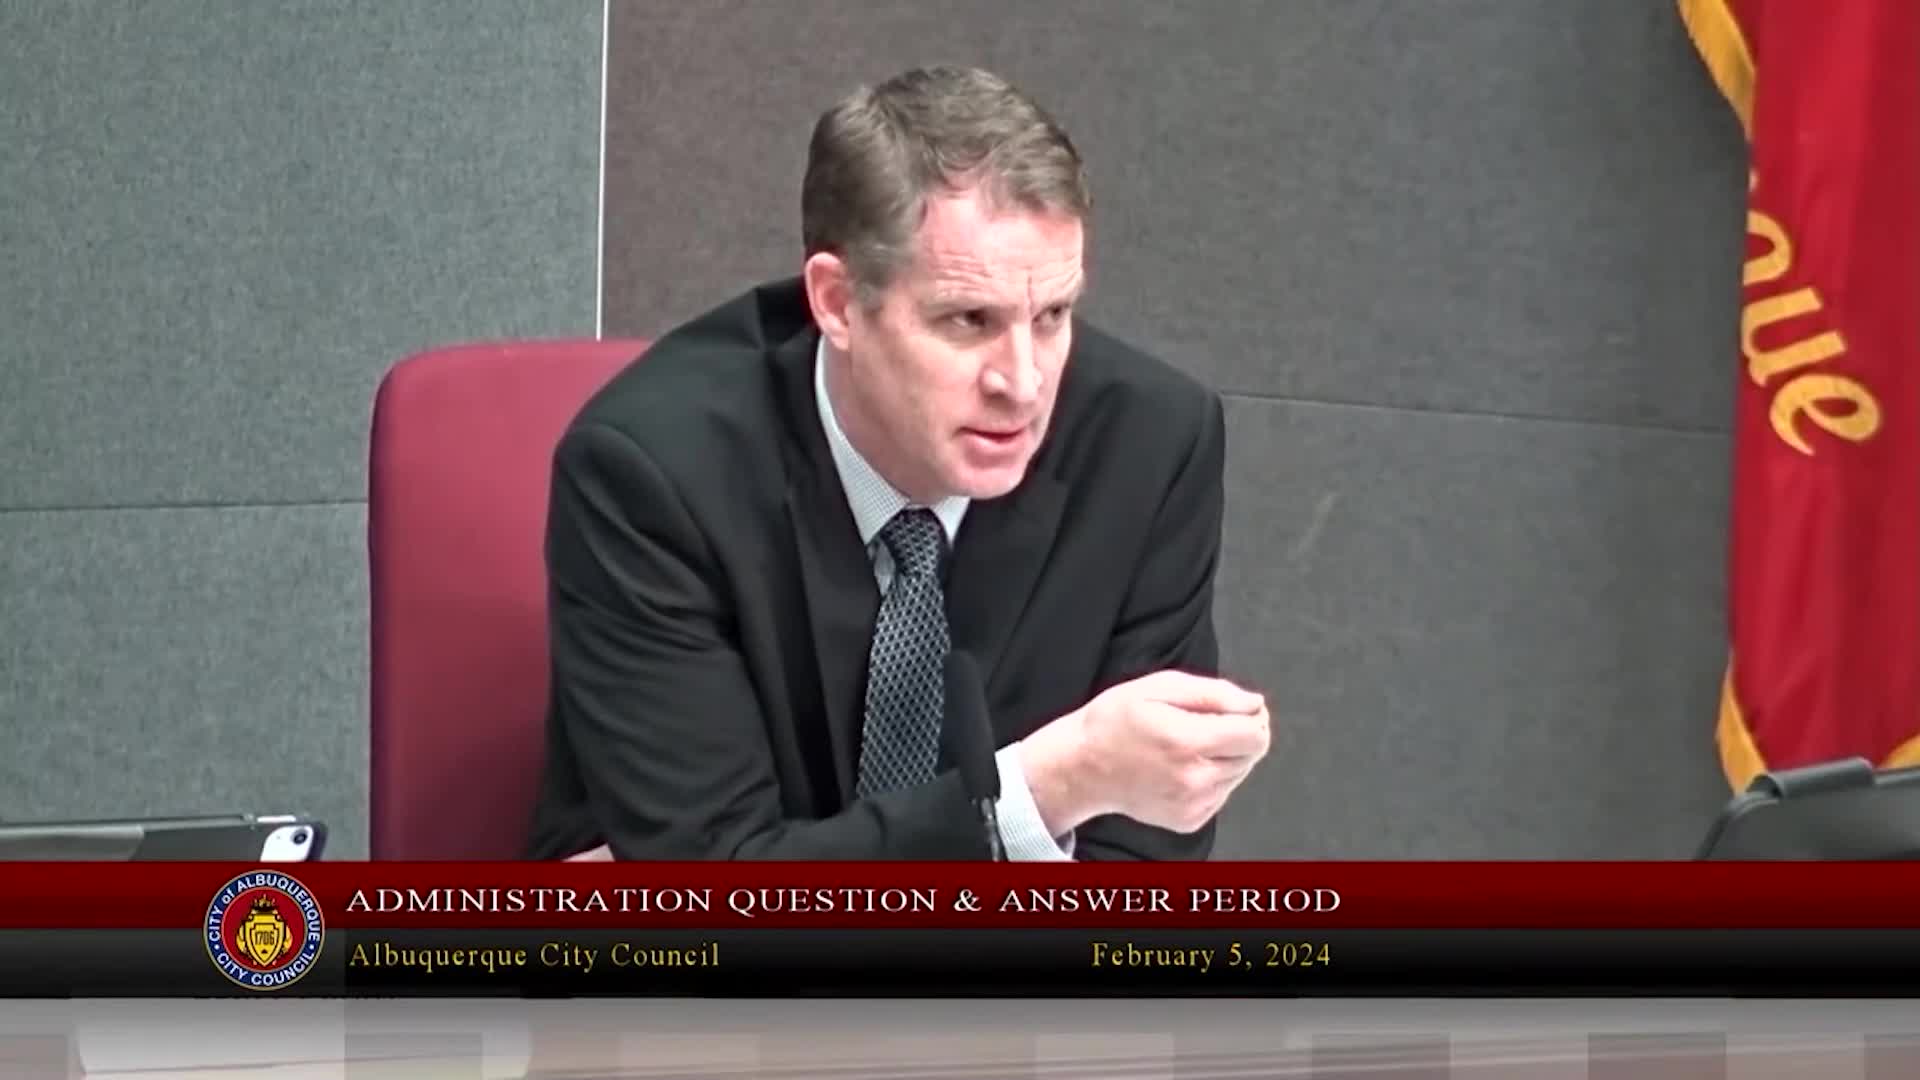 que
ADMINISTRATION QUESTION & ANSWER PERIOD
CITY of ALBUQUERQUE
1706
CITY COUNCIL
Albuquerque City Council February 5, 2024